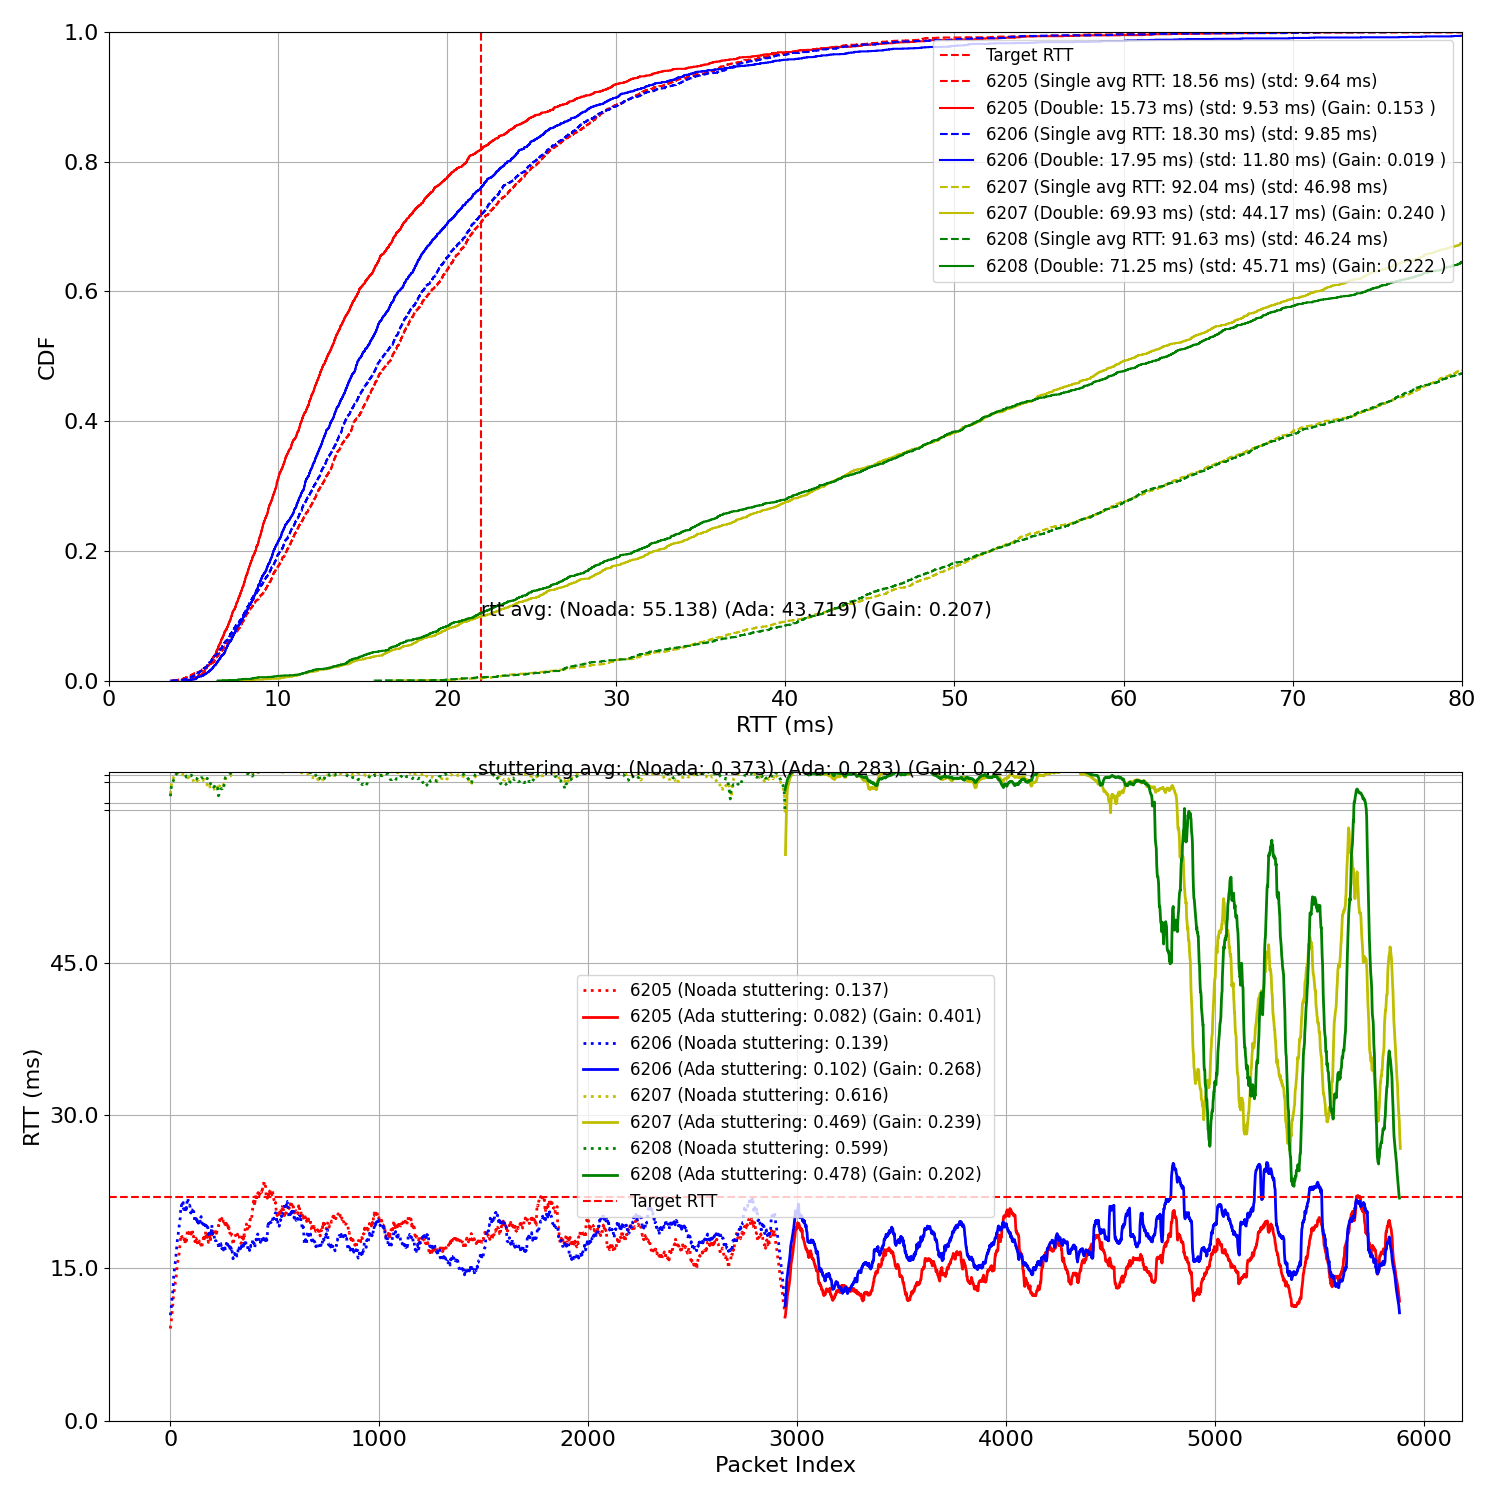 1.0
0.8
0.6
0.4
0.2
0.0
CDF
Target RTT
6205 (Single avg RTT: 18.56 ms) (std: 9.64 ms)
6205 (Double: 15.73 ms) (std: 9.53 ms) (Gain: 0.153 )
6206 (Single avg RTT: 18.30 ms) (std: 9.85 ms)
6206 (Double: 17.95 ms) (std: 11.80 ms) (Gain: 0.019 )
6207 (Single avg RTT: 92.04 ms) (std: 46.98 ms)
6207 (Double: 69.93 ms) (std: 44.17 ms) (Gain: 0.240 )
6208 (Single avg RTT: 91.63 ms) (std: 46.24 ms)
6208 (Double: 71.25 ms) (std: 45.71 ms) (Gain: 0.222 )
rtt avg: (Noada: 55.138) (Ada: 43.719) (Gain: 0.207)
0 10 20 30 40 50 60 70 80
RTT (ms)
stuttering avg: (Noada: 0.373) (Ada: 0.283) (Gain: 0.242)
45.0
30.0
15.0
0.0
RTT (ms)
6205 (Noada stuttering: 0.137)
6205 (Ada stuttering: 0.082) (Gain: 0.401)
6206 (Noada stuttering: 0.139)
6206 (Ada stuttering: 0.102) (Gain: 0.268)
6207 (Noada stuttering: 0.616)
6207 (Ada stuttering: 0.469) (Gain: 0.239)
6208 (Noada stuttering: 0.599)
6208 (Ada stuttering: 0.478) (Gain: 0.202)
Target RTT
0 1000 2000 3000 4000 5000 6000
Packet Index